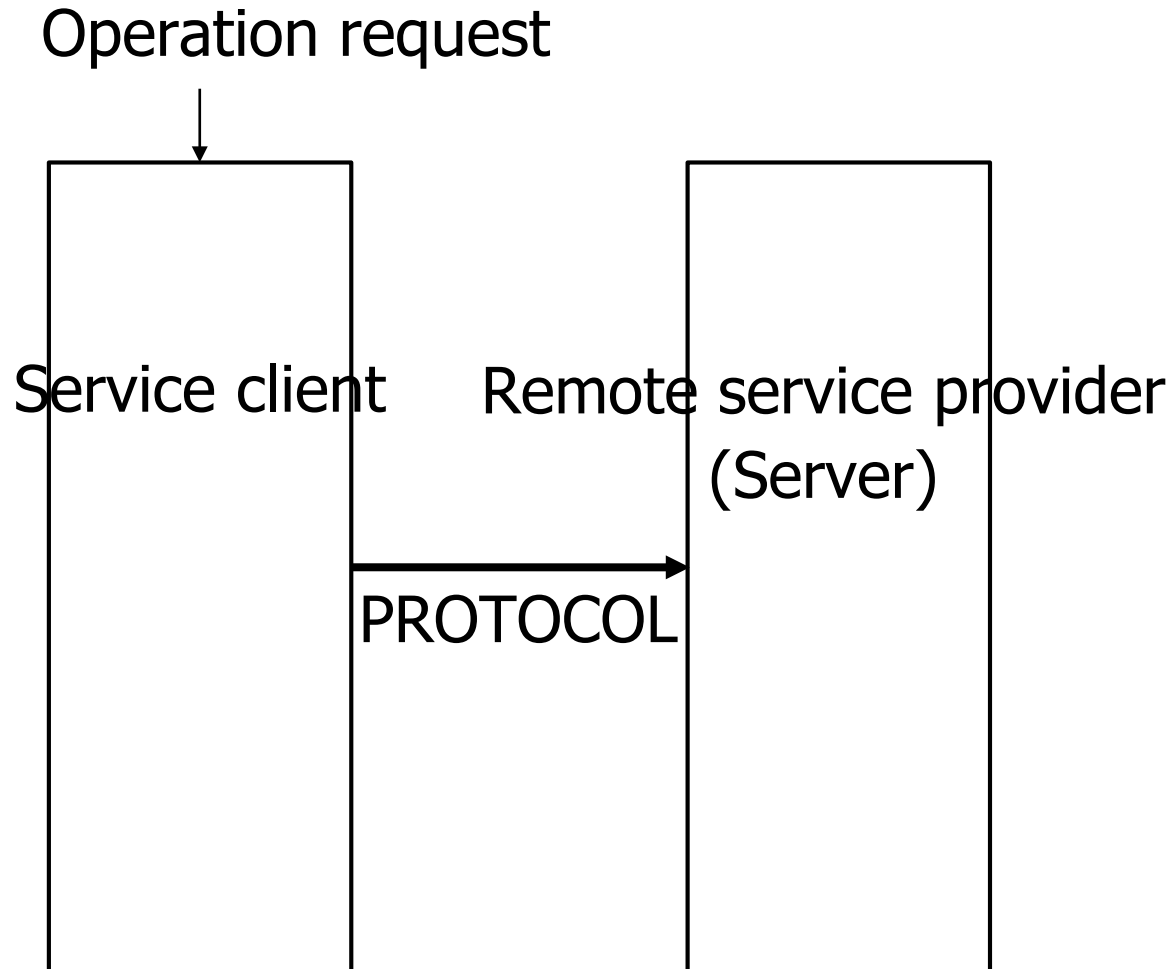 Operation request
Service client
Remote service provider
(Server)
PROTOCOL